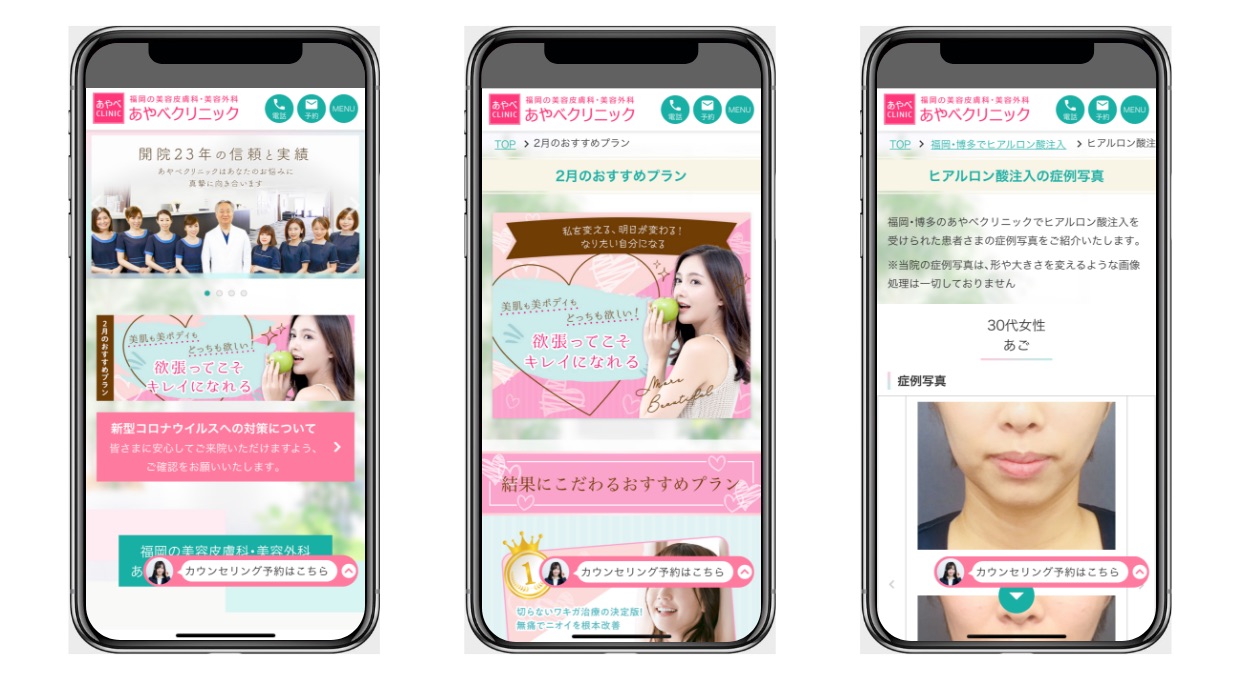 あやべ
CLINIC
福岡の美容皮膚科・美容外科
あやべクリニック
電話
予約
MENU
開院23年の信頼と実績
あやべクリニックはあなたのお悩みに
真摯に向き合います
2月のおすすめプラン
美肌も美ボディも
どっちも欲しい!
欲張ってこそ
キレイになれる
新型コロナウイルスへの対策について
皆さまに安心してご来院いただけますよう、
ご確認をお願いいたします。
福岡の美容皮膚科・美容外科
あ
カウンセリング予約はこちら
あやべ
CLINIC
福岡の美容皮膚科・美容外科
あやべクリニック
電話
予約
MENU
TOP > 2月のおすすめプラン
2月のおすすめプラン
私を変える、明日が変わる!
なりたい自分になる
美肌も美ボディも
どっちも欲しい!
欲張ってこそ
キレイになれる
More
Beautiful
結果にこだわるおすすめプラン
1
カウンセリング予約はこちら
切らないワキガ治療の決定版!
無痛でニオイを根本改善
あやべ
CLINIC
福岡の美容皮膚科・美容外科
あやべクリニック
電話
予約
MENU
TOP > 福岡・博多でヒアルロン酸注入 > ヒアルロン酸注
ヒアルロン酸注入の症例写真
福岡・博多のあやべクリニックでヒアルロン酸注入を
受けられた患者さまの症例写真をご紹介いたします。
※当院の症例写真は、形や大きさを変えるような画像
処理は一切しておりません
30代女性
あご
症例写真
カウンセリング予約はこちら